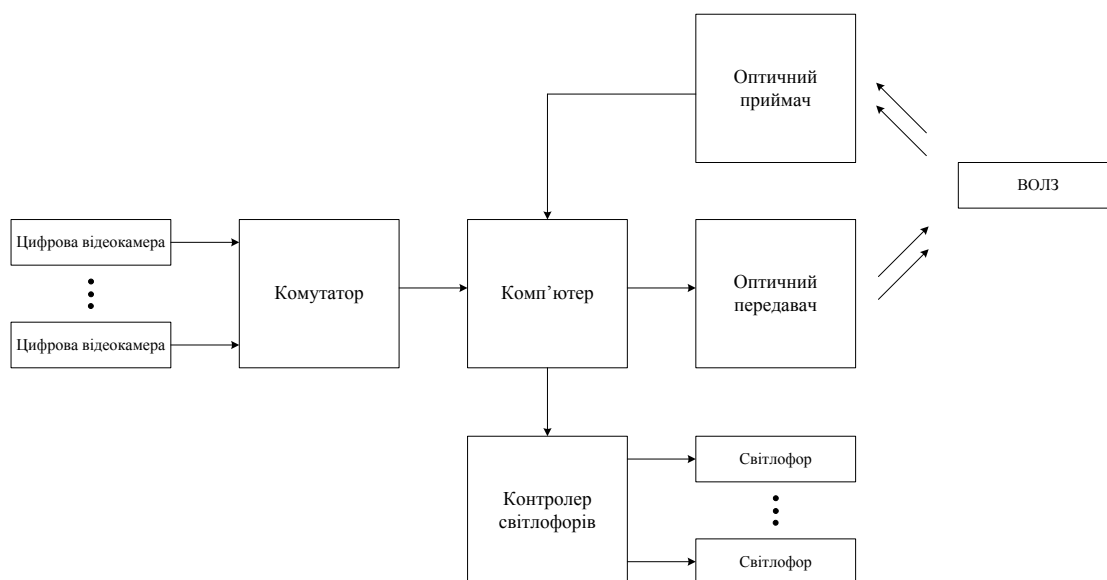 Оптичний
приймач
ВОЛЗ
Цифрова відеокамера
Комутатор
Комп’ютер
Оптичний
передавач
Цифрова відеокамера
Контролер
світлофорів
Світлофор
Світлофор